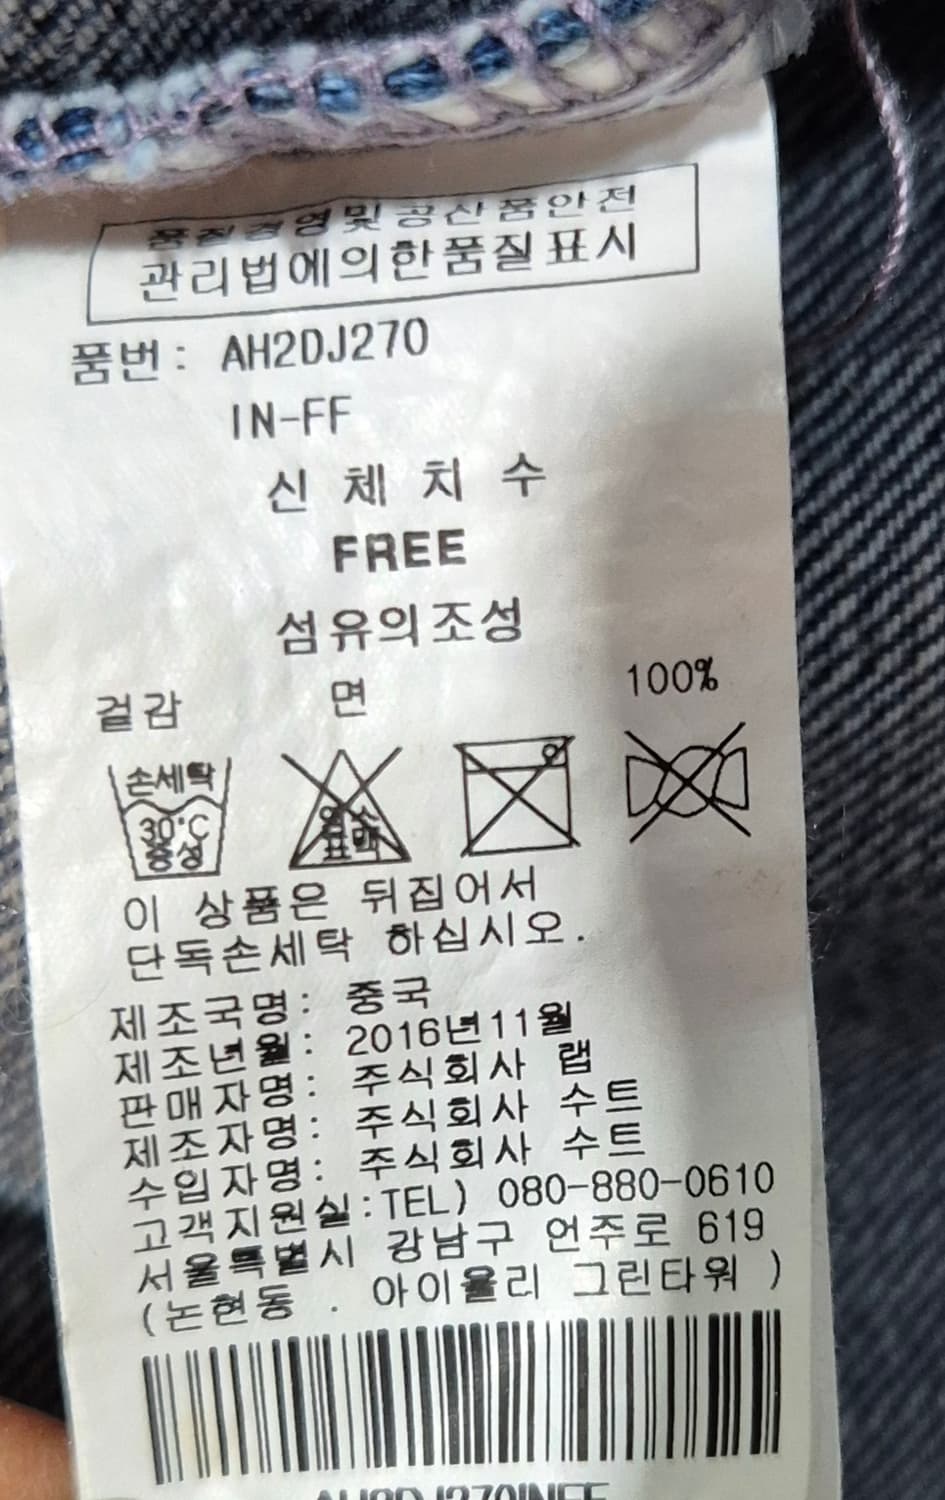 품질경영및공산품안전
관리법에의한품질표시
품번: AH2DJ270
IN-FF
신체치수
FREE
섬유의조성
겉감 면 100%
손세탁
30°C
중성
염소
표백
이 상품은 뒤집어서
단독손세탁 하십시오.
제조국명: 중국
제조년월: 2016년11월
판매자명: 주식회사 랩
제조자명: 주식회사 수트
수입자명: 주식회사 수트
고객지원실:TEL) 080-880-0610
서울특별시 강남구 언주로 619
(논현동 . 아이올리 그린타워 )
AH2DJ270INFF